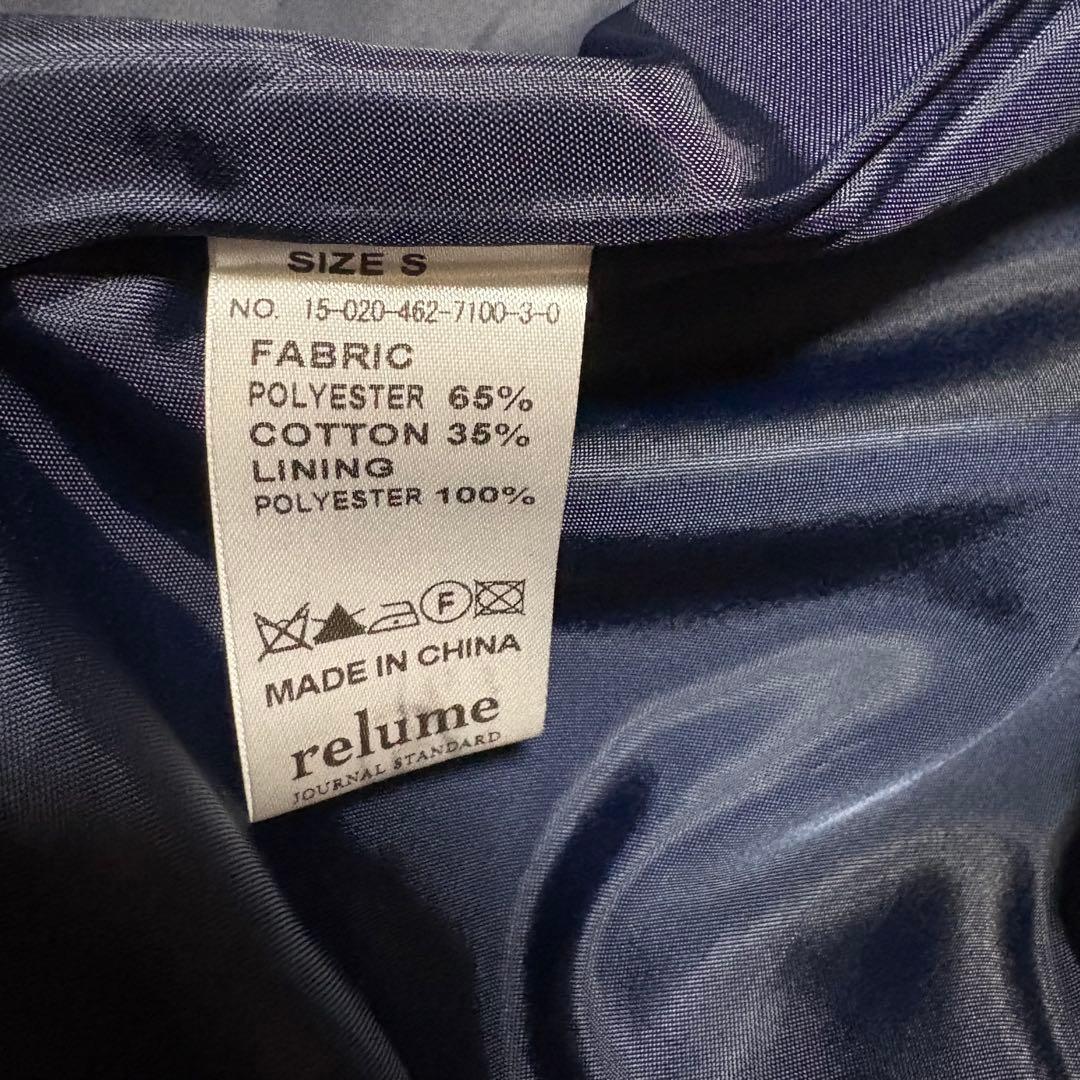 SIZE S
NO. 15-020-462-7100-3-0
FABRIC
POLYESTER 65%
COTTON 35%
LINING
POLYESTER 100%
F
MADE IN CHINA
relume
JOURNAL STANDARD